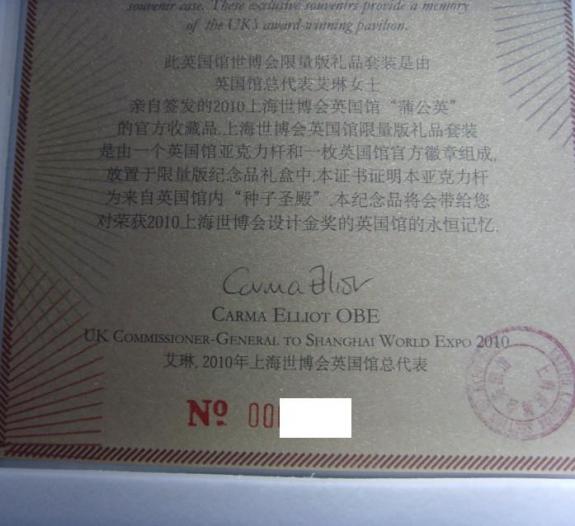 souvenir case. These exclusive souvenirs provide a memory
of the UK's award-winning pavilion.
此英国馆世博会限量版礼品套装是由
英国馆总代表艾琳女士
亲自签发的2010上海世博会英国馆“蒲公英”
的官方收藏品.上海世博会英国馆限量版礼品套装
是由一个英国馆亚克力杆和一枚英国馆官方徽章组成,
放置于限量版纪念品礼盒中.本证书证明本亚克力杆
为来自英国馆内“种子圣殿”.本纪念品将会带给您
对荣获2010上海世博会设计金奖的英国馆的永恒记忆.
Carma Elliot
CARMA ELLIOT OBE
UK COMMISSIONER-GENERAL TO SHANGHAI WORLD EXPO 2010
艾琳, 2010年上海世博会英国馆总代表
Nº 00